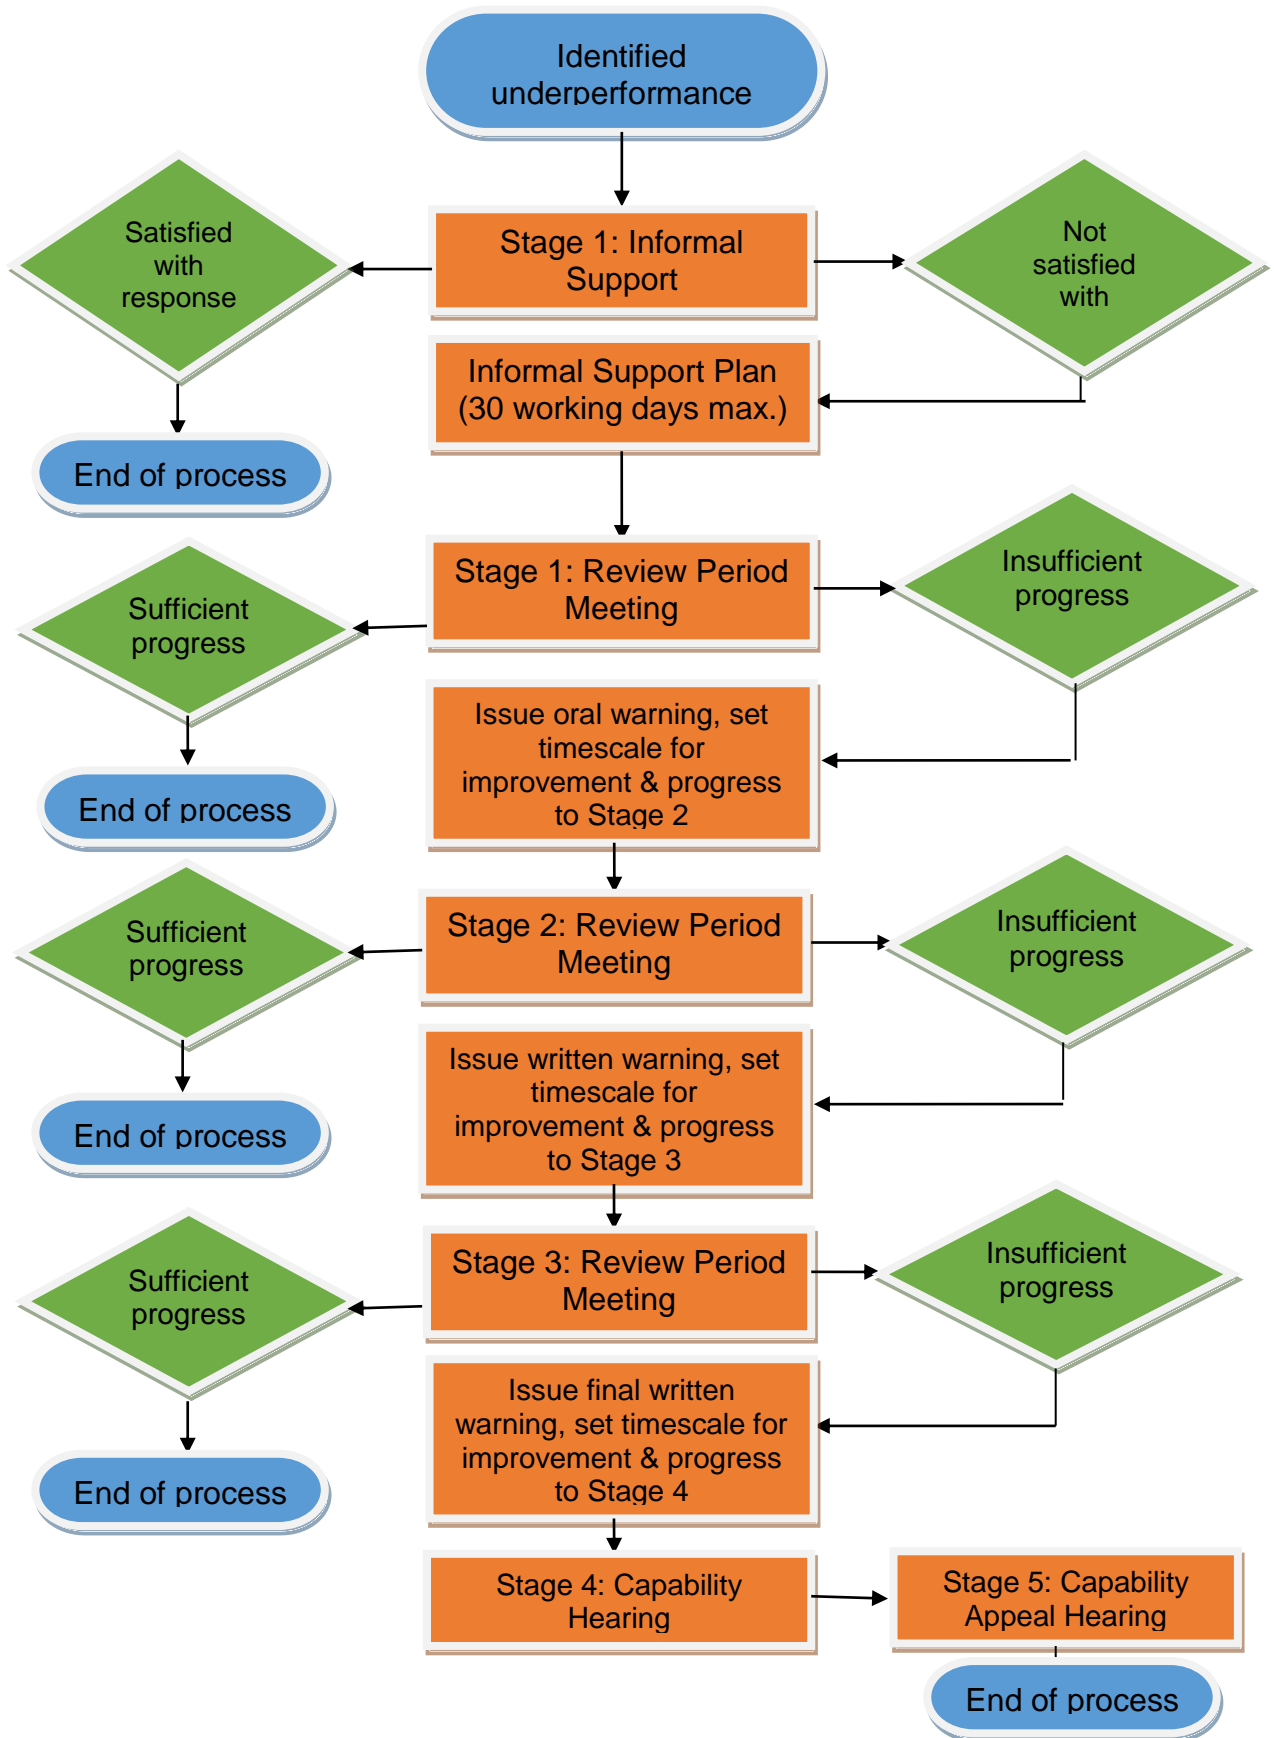 Identified
underperformance
Satisfied
with
response
Stage 1: Informal
Support
Not
satisfied
with
Informal Support Plan
(30 working days max.)
End of process
Stage 1: Review Period
Meeting
Insufficient
progress
Sufficient
progress
Issue oral warning, set
timescale for
improvement & progress
to Stage 2
End of process
Stage 2: Review Period
Meeting
Insufficient
progress
Sufficient
progress
Issue written warning, set
timescale for
improvement & progress
to Stage 3
End of process
Stage 3: Review Period
Meeting
Insufficient
progress
Sufficient
progress
Issue final written
warning, set timescale for
improvement & progress
to Stage 4
End of process
Stage 4: Capability
Hearing
Stage 5: Capability
Appeal Hearing
End of process